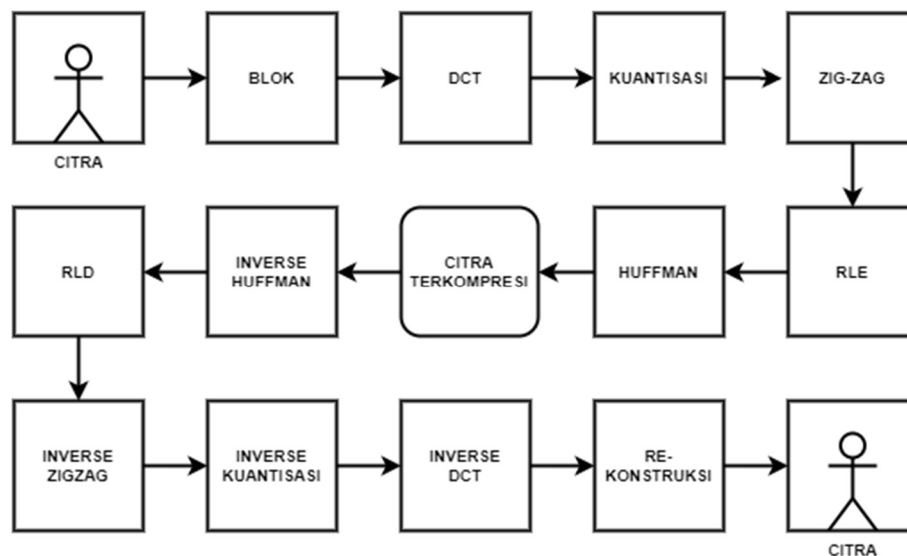 BLOK
DCT
KUANTISASI
ZIG-ZAG
CITRA
RLD
INVERSE
HUFFMAN
CITRA
TERKOMPRESI
HUFFMAN
RLE
INVERSE
ZIGZAG
INVERSE
KUANTISASI
INVERSE
DCT
RE-
KONSTRUKSI
CITRA